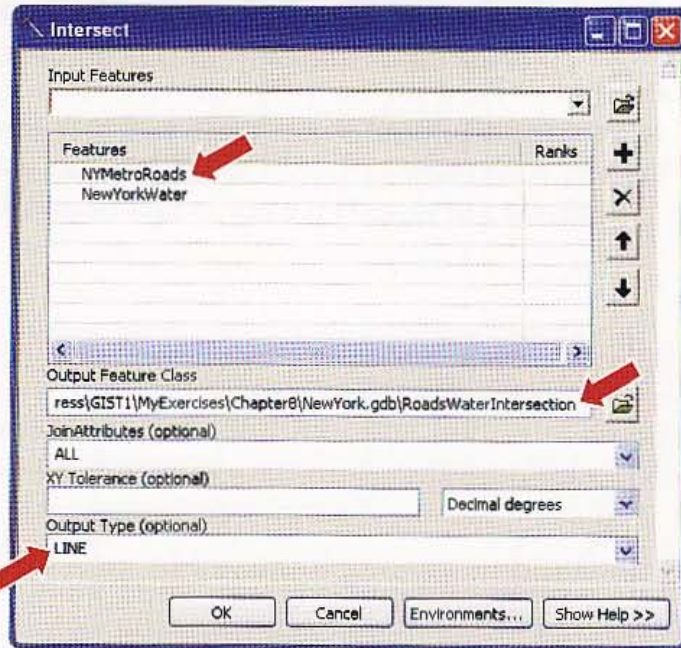 Intersect
Input Features
Features Ranks
NYMetroRoads
NewYorkWater
Output Feature Class
ress\GIST1\MyExercises\Chapter8\NewYork.gdb\RoadsWaterIntersection
JoinAttributes (optional)
ALL
XY Tolerance (optional)
Decimal degrees
Output Type (optional)
LINE
OK Cancel Environments... Show Help >>